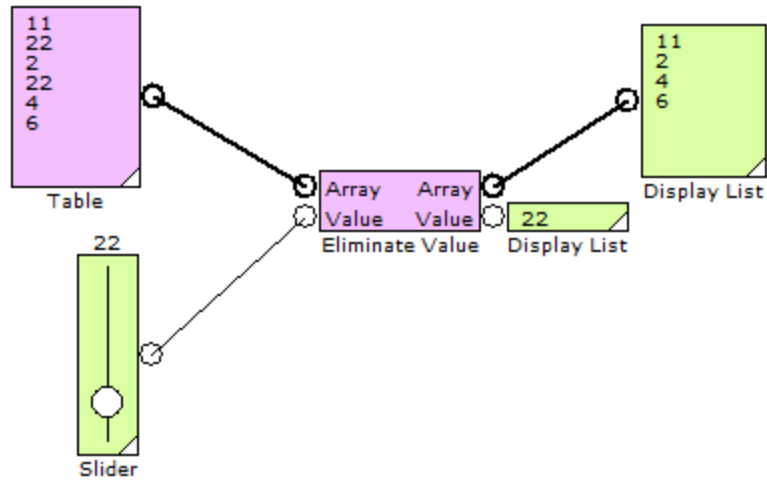 11
22
2
22
4
6
Table
22
Slider
Array Array
Value Value
Eliminate Value
22
Display List
11
2
4
6
Display List